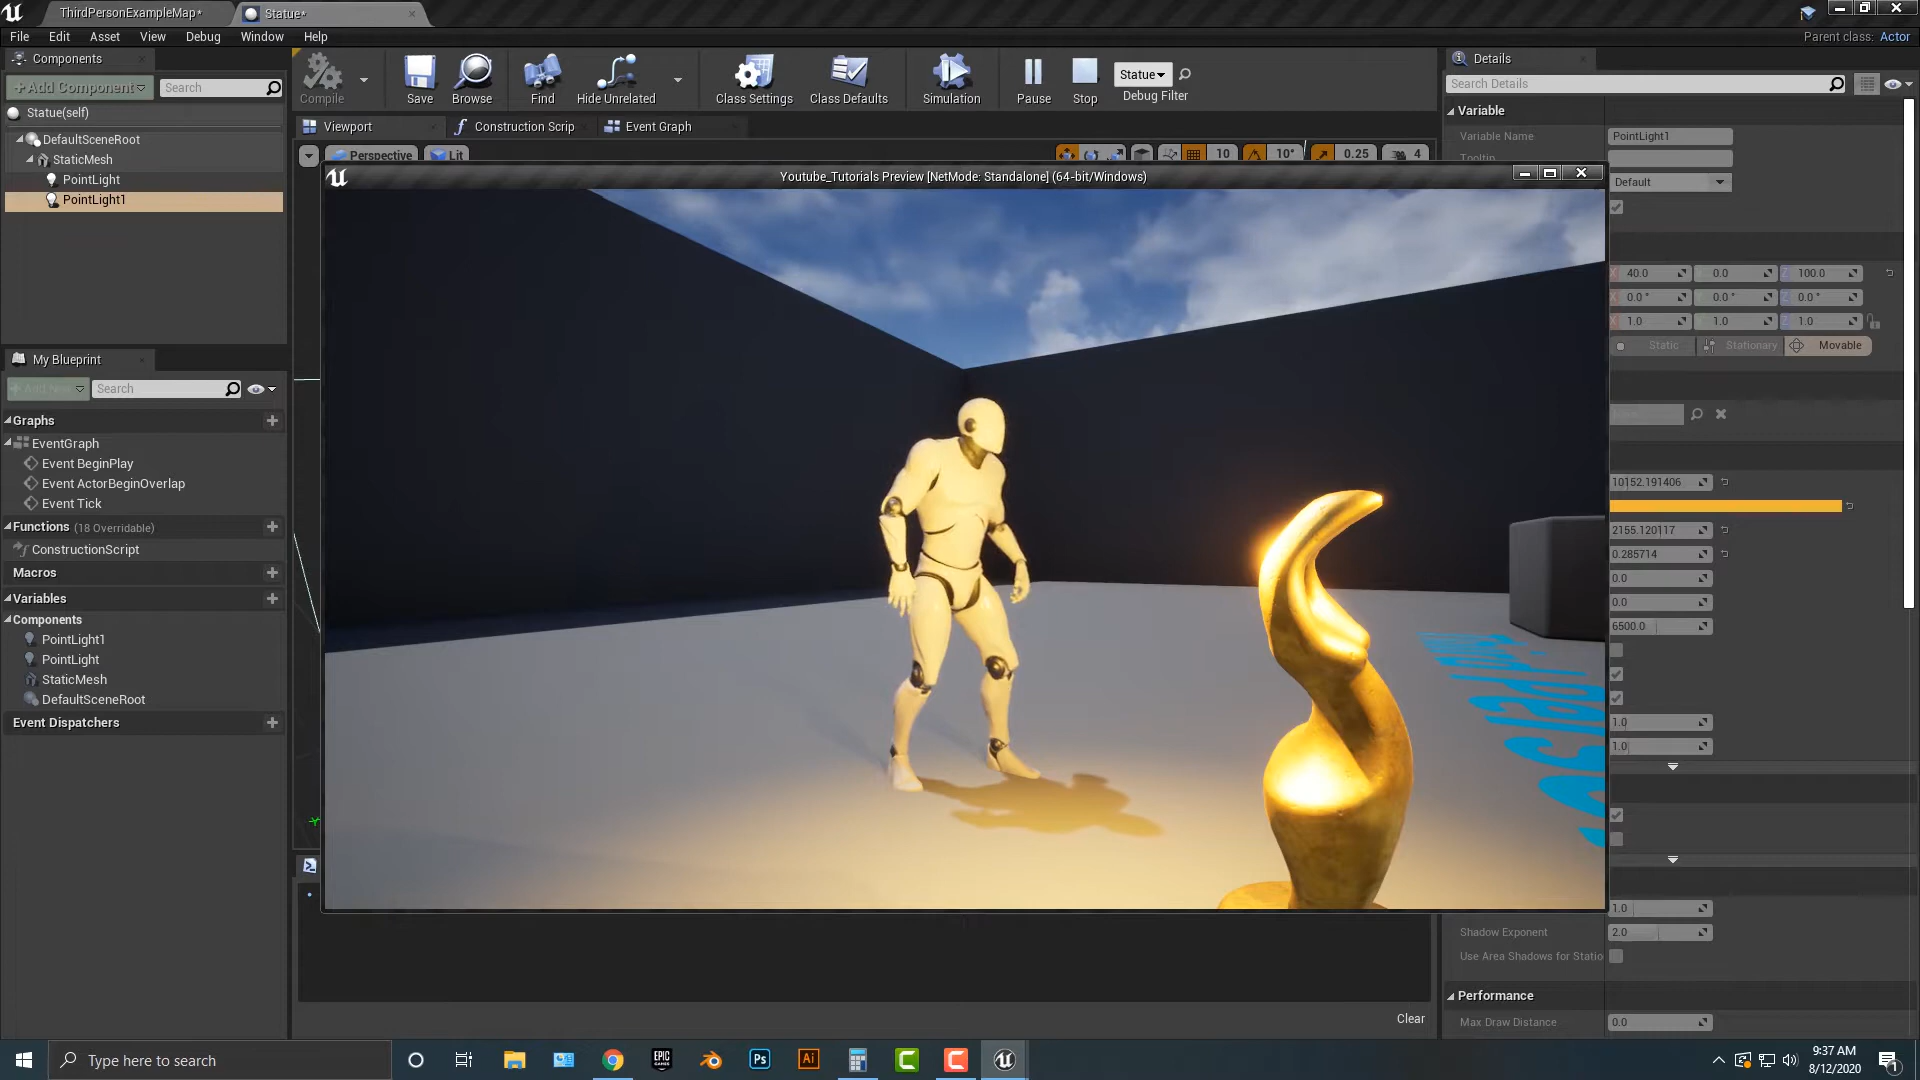 ThirdPersonExampleMap*
Statue*
File
Edit
Asset
View
Debug
Window
Help
Parent class: Actor
Components
+Add Component
Search
Statue(self)
DefaultSceneRoot
StaticMesh
PointLight
PointLight1
My Blueprint
+ Add New
Search
Graphs
EventGraph
Event BeginPlay
Event ActorBeginOverlap
Event Tick
Functions (18 Overridable)
ConstructionScript
Macros
Variables
Components
PointLight1
PointLight
StaticMesh
DefaultSceneRoot
Event Dispatchers
Compile
Save
Browse
Find
Hide Unrelated
Class Settings
Class Defaults
Simulation
Pause
Stop
Statue
Debug Filter
Viewport
Construction Scrip
Event Graph
Perspective
Lit
10
10°
0.25
4
Youtube_Tutorials Preview [NetMode: Standalone] (64-bit/Windows)
Clear
Details
Search Details
Variable
Variable Name
PointLight1
Tooltip
Default
X 40.0
0.0
Z 100.0
X 0.0 °
0.0 °
Z 0.0 °
X 1.0
1.0
Z 1.0
Static
Stationary
Movable
10152.191406
2155.120117
0.285714
0.0
0.0
6500.0
1.0
1.0
1.0
Shadow Exponent
2.0
Use Area Shadows for Statio
Performance
Max Draw Distance
0.0
Type here to search
EPIC GAMES
Ps
Ai
9:37 AM
8/12/2020
1